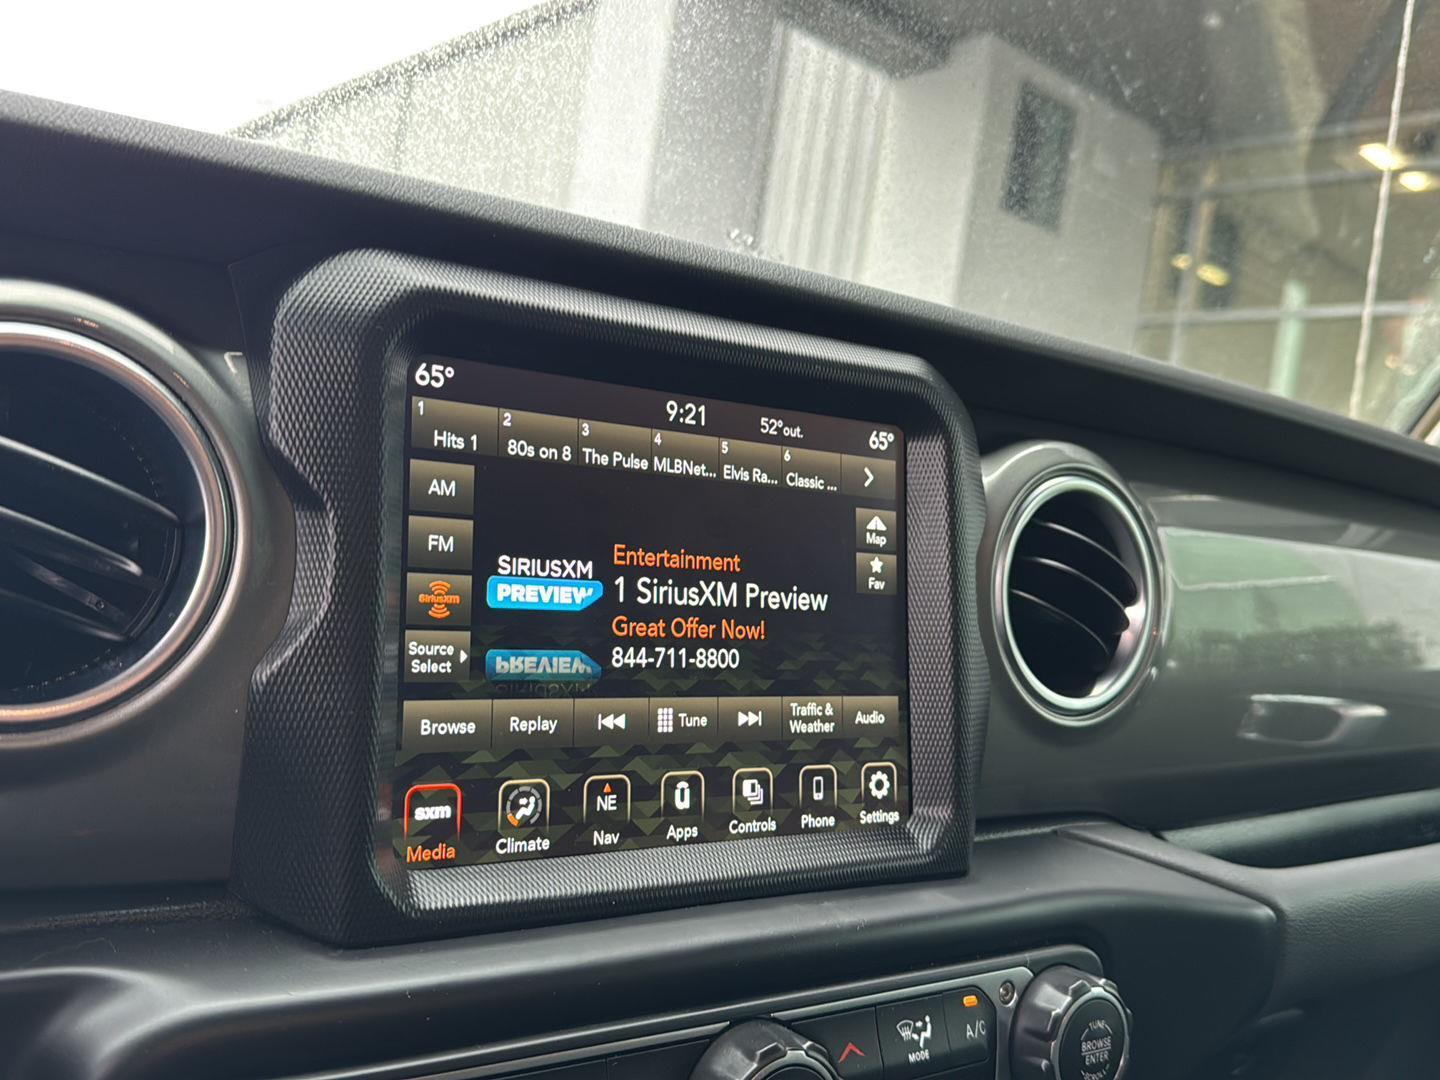 65°
9:21
52°out.
65°
1 Hits 1
2 80s on 8
3 The Pulse
4 MLBNet...
5 Elvis Ra...
6 Classic ...
AM
FM
SiriusXM
Source
Select
SIRIUSXM
PREVIEW
Entertainment
1 SiriusXM Preview
Great Offer Now!
844-711-8800
Map
Fav
Browse
Replay
Tune
Traffic &
Weather
Audio
sxm
Media
Climate
NE
Nav
Apps
Controls
Phone
Settings
MODE
A/C
TUNE
BROWSE
ENTER
SCROLL